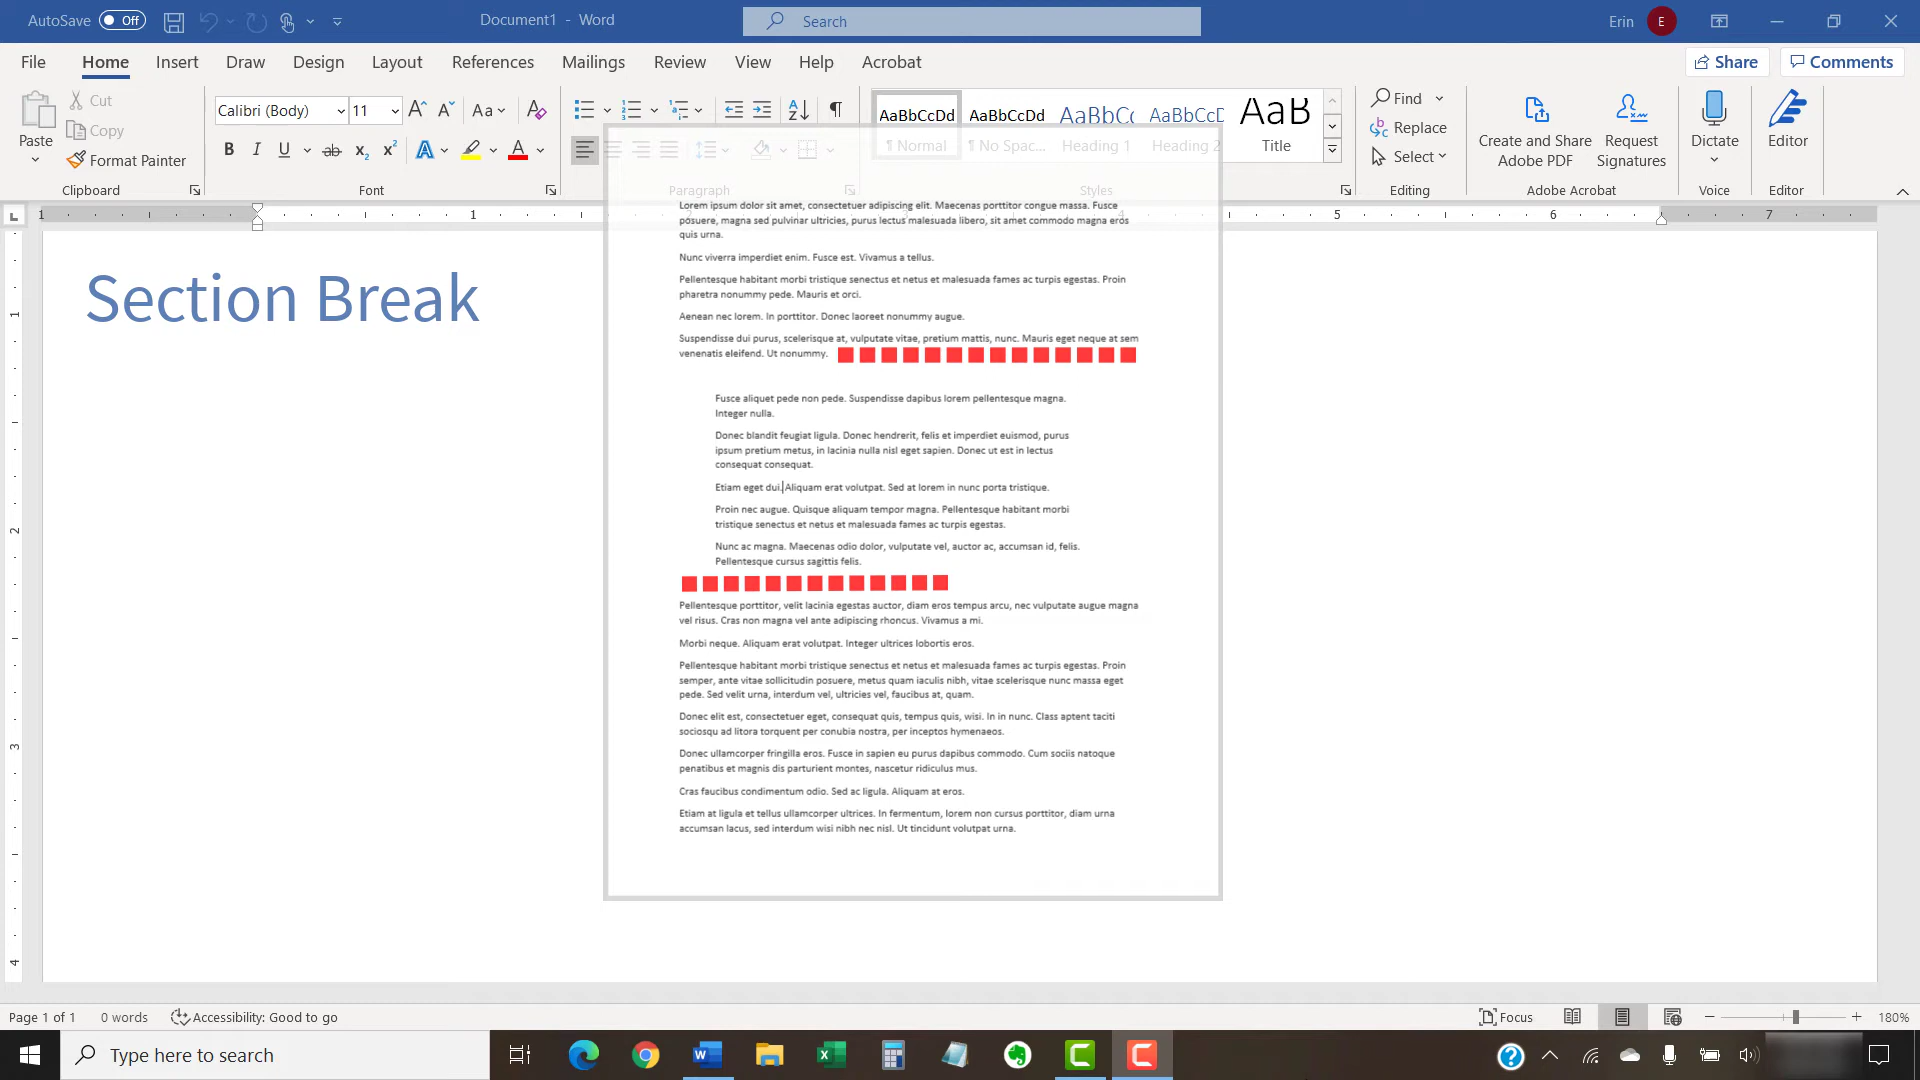 AutoSave Off Document1 - Word Search Erin E
File Home Insert Draw Design Layout References Mailings Review View Help Acrobat Share Comments
Paste Cut Copy Format Painter Clipboard
Calibri (Body) 11 Aa Font
B I U ab x2 x2 A A
Paragraph
AaBbCcDd AaBbCcDd AaBbCc AaBbCcD AaB
¶ Normal ¶ No Spac... Heading 1 Heading 2 Title
Styles
Find Replace Select Editing
Create and Share Adobe PDF Request Signatures Adobe Acrobat
Dictate Voice
Editor Editor
1 1 4 5 6 7
Section Break
Lorem ipsum dolor sit amet, consectetuer adipiscing elit. Maecenas porttitor congue massa. Fusce
posuere, magna sed pulvinar ultricies, purus lectus malesuada libero, sit amet commodo magna eros
quis urna.
Nunc viverra imperdiet enim. Fusce est. Vivamus a tellus.
Pellentesque habitant morbi tristique senectus et netus et malesuada fames ac turpis egestas. Proin
pharetra nonummy pede. Mauris et orci.
Aenean nec lorem. In porttitor. Donec laoreet nonummy augue.
Suspendisse dui purus, scelerisque at, vulputate vitae, pretium mattis, nunc. Mauris eget neque at sem
venenatis eleifend. Ut nonummy.
Fusce aliquet pede non pede. Suspendisse dapibus lorem pellentesque magna.
Integer nulla.
Donec blandit feugiat ligula. Donec hendrerit, felis et imperdiet euismod, purus
ipsum pretium metus, in lacinia nulla nisl eget sapien. Donec ut est in lectus
consequat consequat.
Etiam eget dui. Aliquam erat volutpat. Sed at lorem in nunc porta tristique.
Proin nec augue. Quisque aliquam tempor magna. Pellentesque habitant morbi
tristique senectus et netus et malesuada fames ac turpis egestas.
Nunc ac magna. Maecenas odio dolor, vulputate vel, auctor ac, accumsan id, felis.
Pellentesque cursus sagittis felis.
Pellentesque porttitor, velit lacinia egestas auctor, diam eros tempus arcu, nec vulputate augue magna
vel risus. Cras non magna vel ante adipiscing rhoncus. Vivamus a mi.
Morbi neque. Aliquam erat volutpat. Integer ultrices lobortis eros.
Pellentesque habitant morbi tristique senectus et netus et malesuada fames ac turpis egestas. Proin
semper, ante vitae sollicitudin posuere, metus quam iaculis nibh, vitae scelerisque nunc massa eget
pede. Sed velit urna, interdum vel, ultricies vel, faucibus at, quam.
Donec elit est, consectetuer eget, consequat quis, tempus quis, wisi. In in nunc. Class aptent taciti
sociosqu ad litora torquent per conubia nostra, per inceptos hymenaeos.
Donec ullamcorper fringilla eros. Fusce in sapien eu purus dapibus commodo. Cum sociis natoque
penatibus et magnis dis parturient montes, nascetur ridiculus mus.
Cras faucibus condimentum odio. Sed ac ligula. Aliquam at eros.
Etiam at ligula et tellus ullamcorper ultrices. In fermentum, lorem non cursus porttitor, diam urna
accumsan lacus, sed interdum wisi nibh nec nisl. Ut tincidunt volutpat urna.
1
2
3
4
Page 1 of 1 0 words Accessibility: Good to go Focus 180%
Type here to search